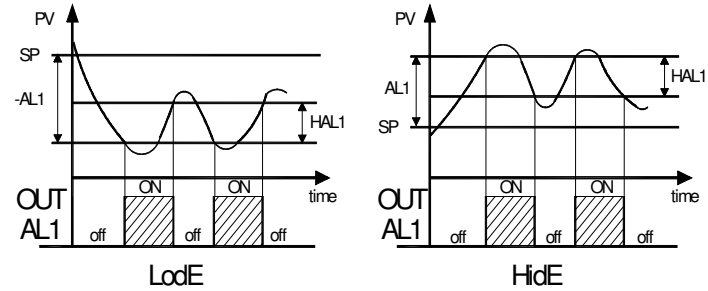 PV
SP
-AL1
HAL1
time
ON
ON
OUT
AL1
off
off
off
LodE
PV
AL1
SP
HAL1
time
ON
ON
OUT
AL1
off
off
off
HidE